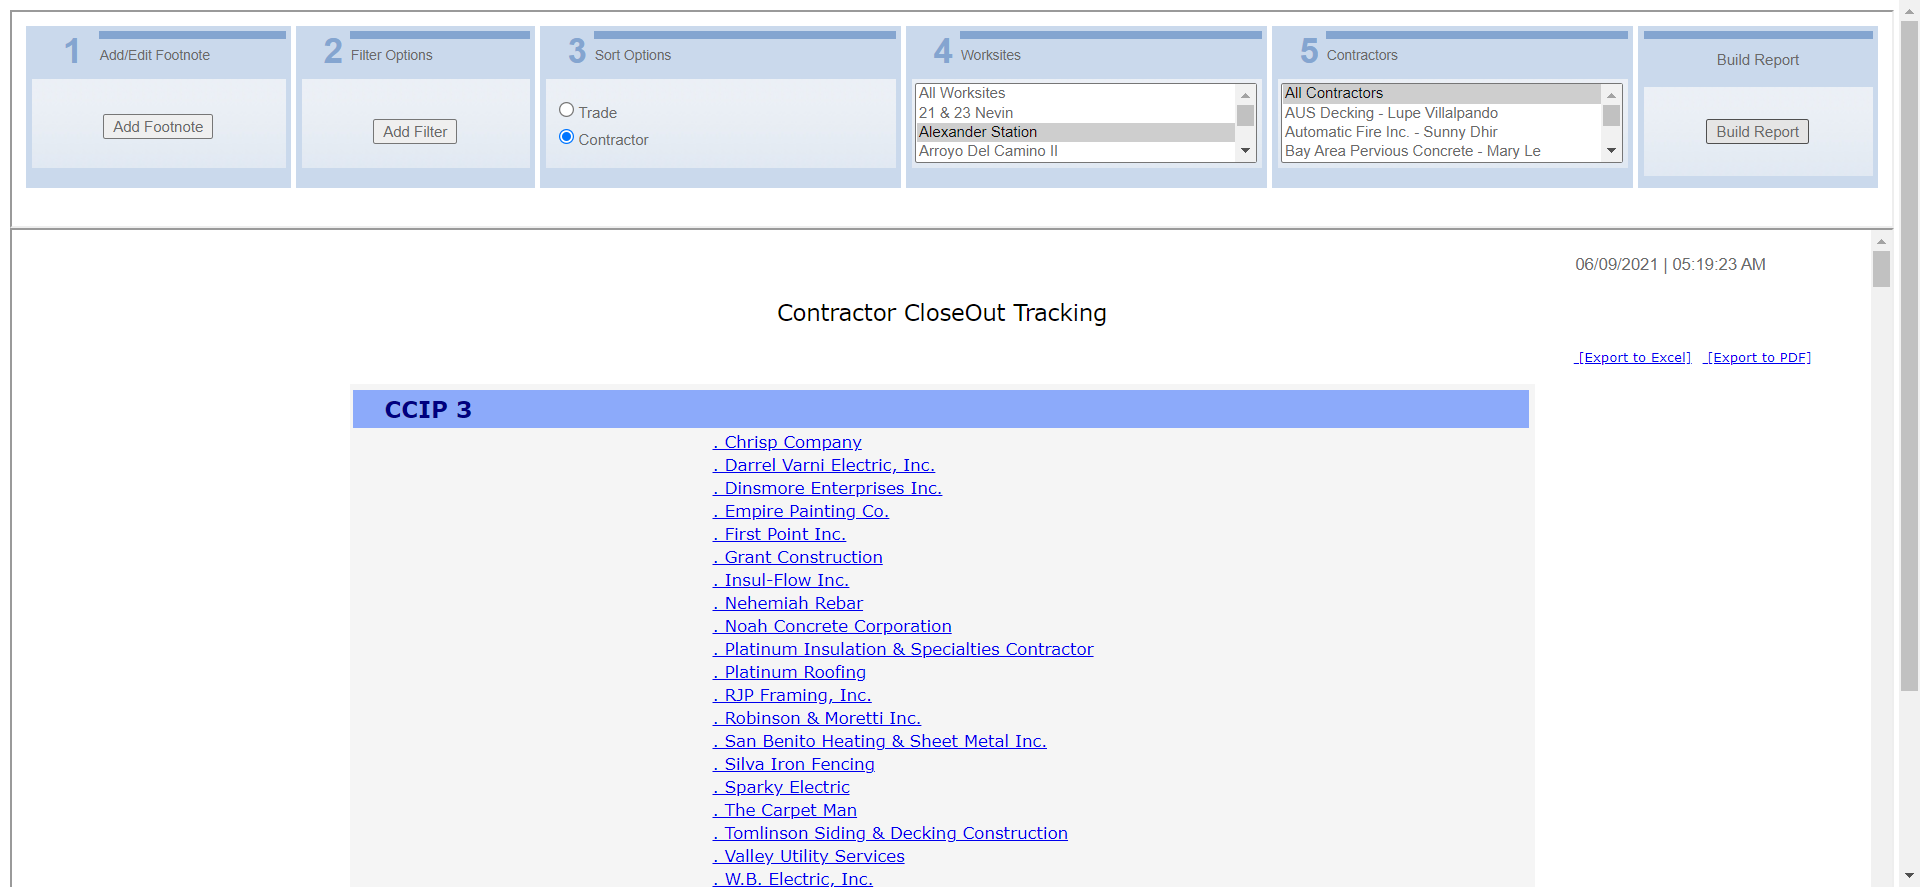 1 Add/Edit Footnote
Add Footnote
2 Filter Options
Add Filter
3 Sort Options
Trade
Contractor
4 Worksites
All Worksites
21 & 23 Nevin
Alexander Station
Arroyo Del Camino II
5 Contractors
All Contractors
AUS Decking - Lupe Villalpando
Automatic Fire Inc. - Sunny Dhir
Bay Area Pervious Concrete - Mary Le
Build Report
Build Report
06/09/2021 | 05:19:23 AM
Contractor CloseOut Tracking
[Export to Excel] [Export to PDF]
CCIP 3
. Chrisp Company
. Darrel Varni Electric, Inc.
. Dinsmore Enterprises Inc.
. Empire Painting Co.
. First Point Inc.
. Grant Construction
. Insul-Flow Inc.
. Nehemiah Rebar
. Noah Concrete Corporation
. Platinum Insulation & Specialties Contractor
. Platinum Roofing
. RJP Framing, Inc.
. Robinson & Moretti Inc.
. San Benito Heating & Sheet Metal Inc.
. Silva Iron Fencing
. Sparky Electric
. The Carpet Man
. Tomlinson Siding & Decking Construction
. Valley Utility Services
. W.B. Electric, Inc.